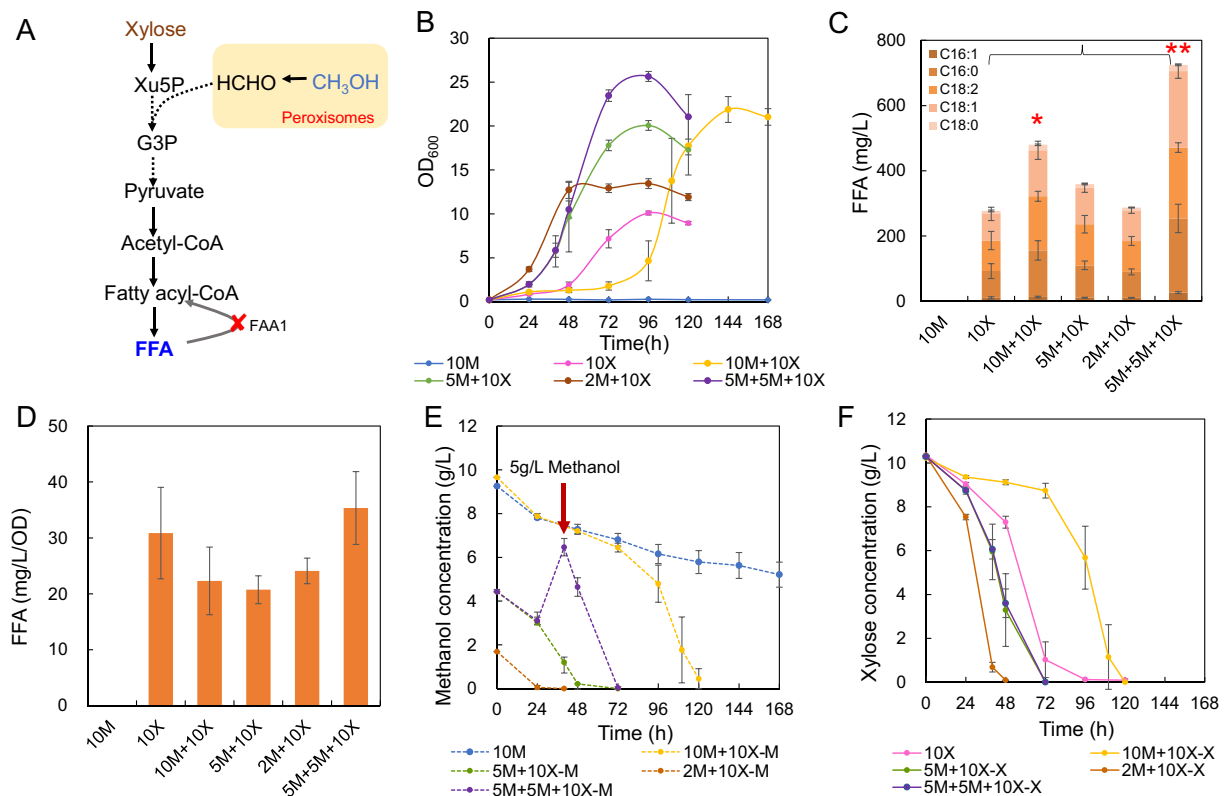 A
Xylose
Xu5P
HCHO
CH3OH
Peroxisomes
G3P
Pyruvate
Acetyl-CoA
Fatty acyl-CoA
FAA1
FFA
B
OD600
30
25
20
15
10
5
0
0 24 48 72 96 120 144 168
Time(h)
10M 10X 10M+10X
5M+10X 2M+10X 5M+5M+10X
C
FFA (mg/L)
800
600
400
200
0
C16:1
C16:0
C18:2
C18:1
C18:0
*
**
10M
10X
10M+10X
5M+10X
2M+10X
5M+5M+10X
D
FFA (mg/L/OD)
50
40
30
20
10
0
10M
10X
10M+10X
5M+10X
2M+10X
5M+5M+10X
E
Methanol concentration (g/L)
12
10
8
6
4
2
0
5g/L Methanol
0 24 48 72 96 120 144 168
Time (h)
10M 10M+10X-M
5M+10X-M 2M+10X-M
5M+5M+10X-M
F
Xylose concentration (g/L)
12
10
8
6
4
2
0
0 24 48 72 96 120 144 168
Time (h)
10X 10M+10X-X
5M+10X-X 2M+10X-X
5M+5M+10X-X